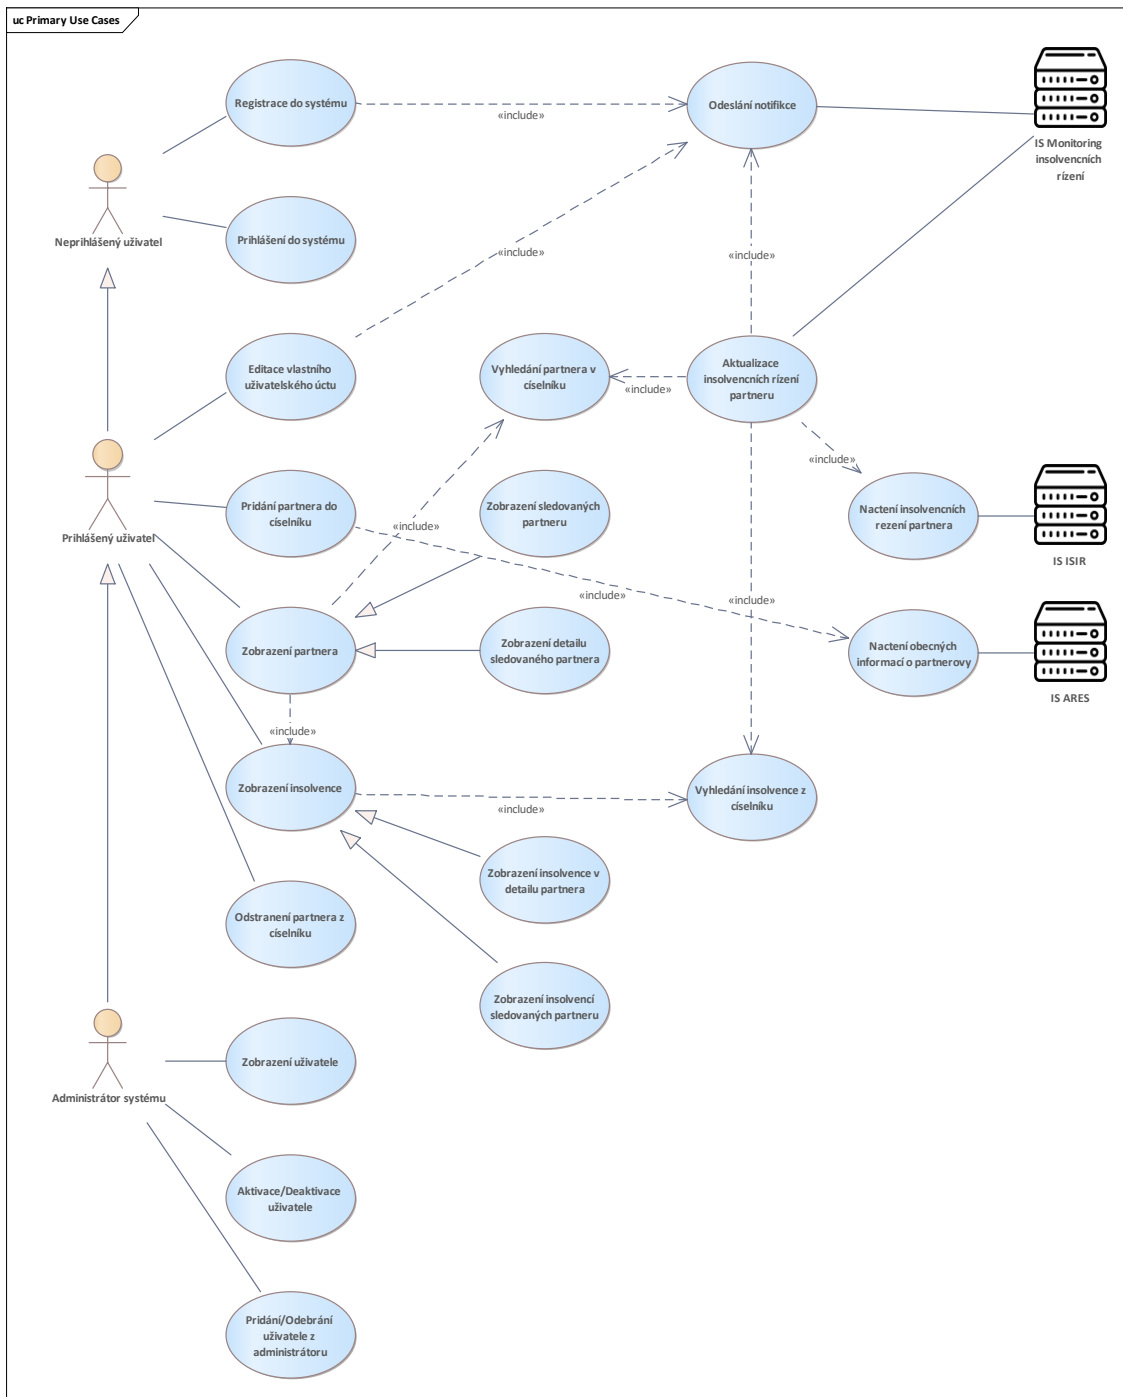 uc Primary Use Cases
Registrace do systému
«include»
Odeslání notifikce
IS Monitoring
insolvencních
rízení
Neprihlášený uživatel
Prihlášení do systému
«include»
«include»
Editace vlastního
uživatelského úctu
Vyhledání partnera v
císelníku
«include»
Aktualizace
insolvencních rízení
partneru
«include»
Prihlášený uživatel
Pridání partnera do
císelníku
«include»
Zobrazení sledovaných
partneru
Nactení insolvencních
rezení partnera
IS ISIR
«include»
«include»
Zobrazení partnera
Zobrazení detailu
sledovaného partnera
Nactení obecných
informací o partnerovy
IS ARES
«include»
Zobrazení insolvence
«include»
Vyhledání insolvence z
císelníku
Zobrazení insolvence v
detailu partnera
Odstranení partnera z
císelníku
Zobrazení insolvencí
sledovaných partneru
Administrátor systému
Zobrazení uživatele
Aktivace/Deaktivace
uživatele
Pridání/Odebrání
uživatele z
administrátoru